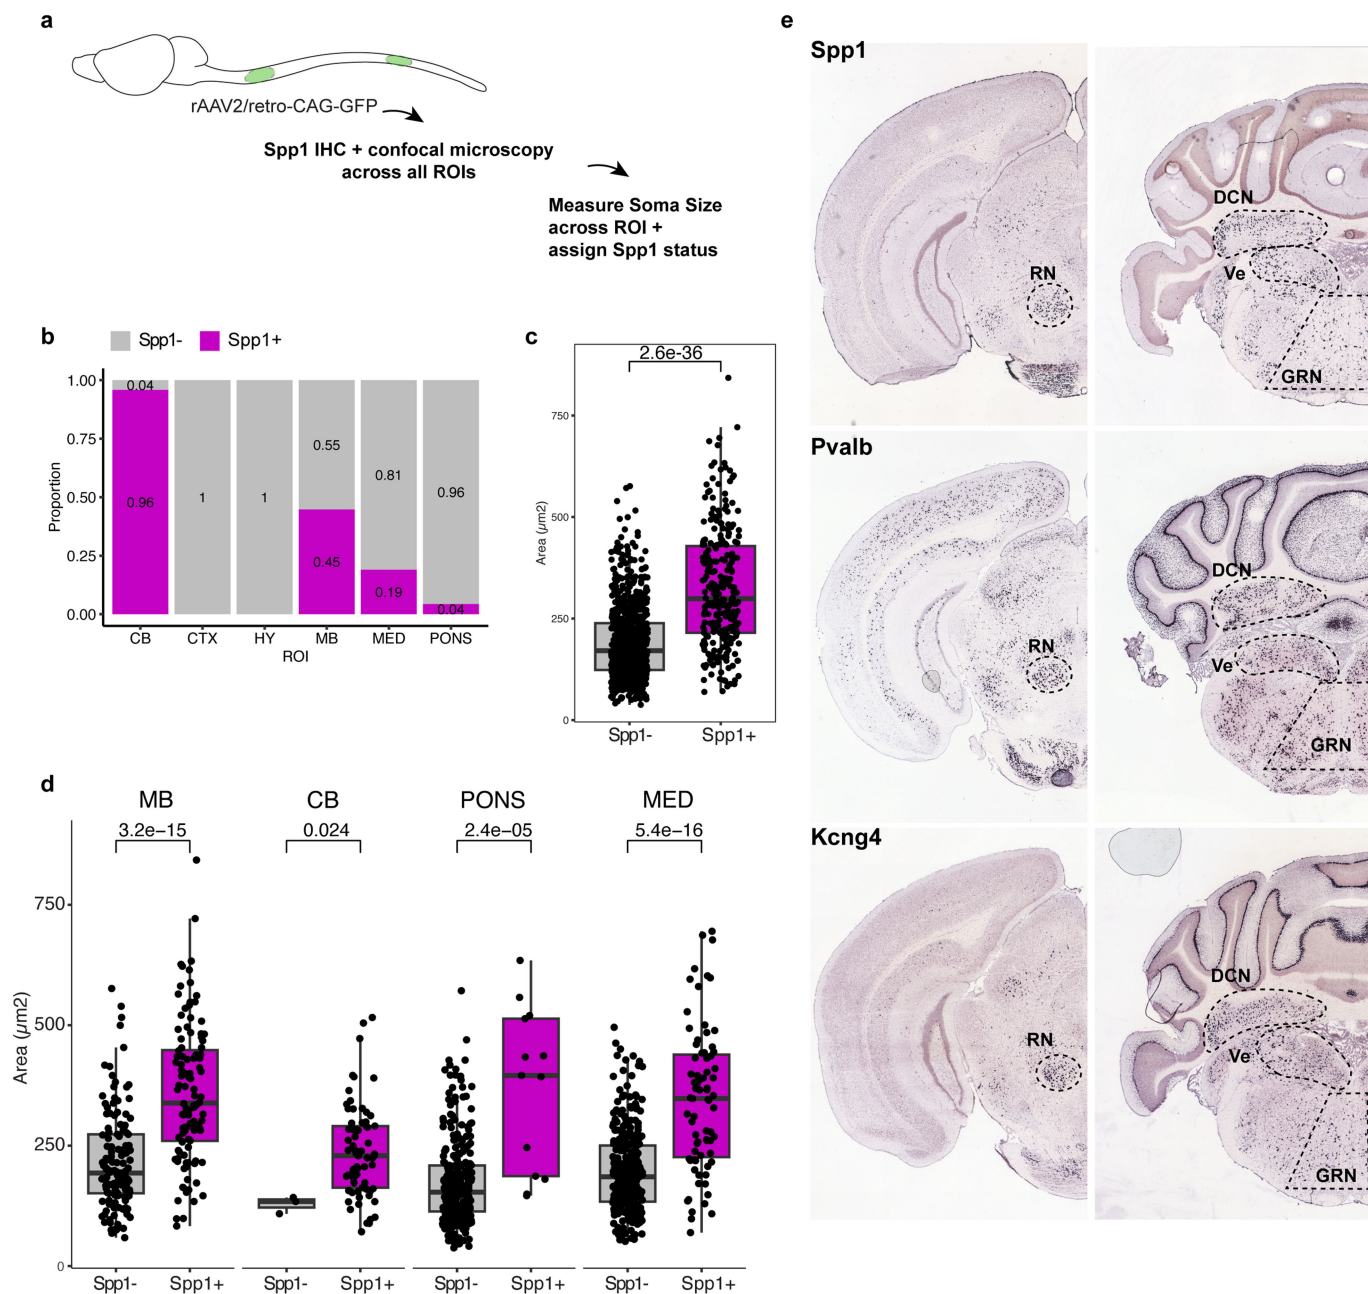 a
rAAV2/retro-CAG-GFP
Spp1 IHC + confocal microscopy
across all ROIs
Measure Soma Size
across ROI +
assign Spp1 status
b
Spp1-
Spp1+
Proportion
1.00
0.75
0.50
0.25
0.00
0.04
0.96
1
1
0.55
0.45
0.81
0.19
0.96
0.04
CB
CTX
HY
MB
MED
PONS
ROI
c
2.6e-36
Area (µm2)
750
500
250
0
Spp1-
Spp1+
d
MB
CB
PONS
MED
3.2e−15
0.024
2.4e−05
5.4e−16
Area (µm2)
750
500
250
0
Spp1-
Spp1+
Spp1-
Spp1+
Spp1-
Spp1+
Spp1-
Spp1+
e
Spp1
RN
DCN
Ve
GRN
Pvalb
RN
DCN
Ve
GRN
Kcng4
RN
DCN
Ve
GRN